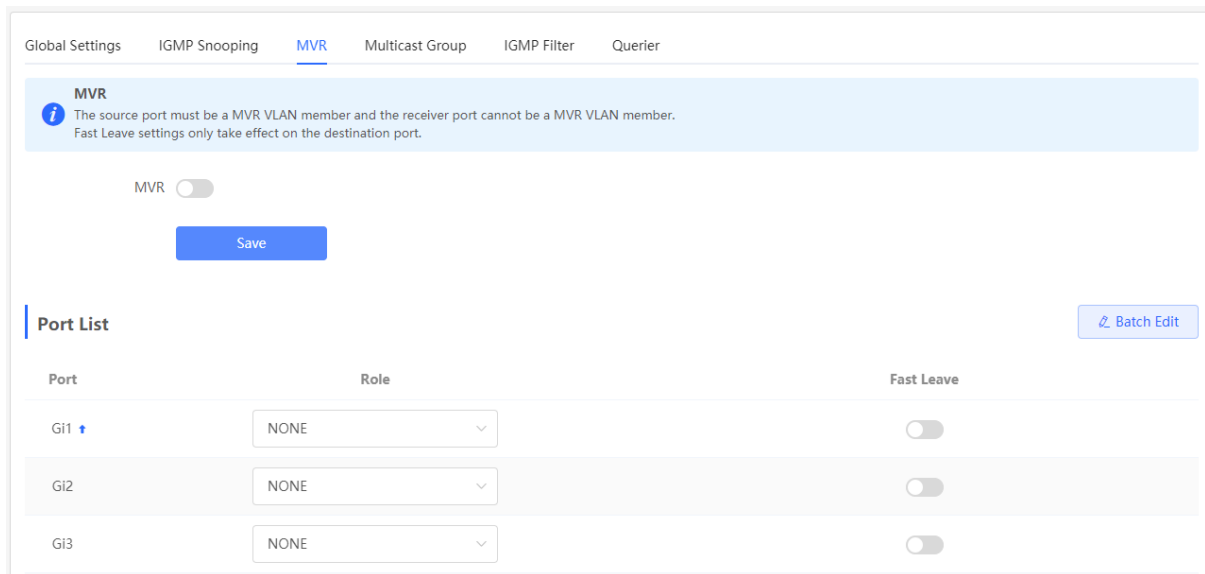 Global Settings IGMP Snooping MVR Multicast Group IGMP Filter Querier
MVR
The source port must be a MVR VLAN member and the receiver port cannot be a MVR VLAN member.
Fast Leave settings only take effect on the destination port.
MVR
Save
Port List Batch Edit
Port Role Fast Leave
Gi1 NONE
Gi2 NONE
Gi3 NONE